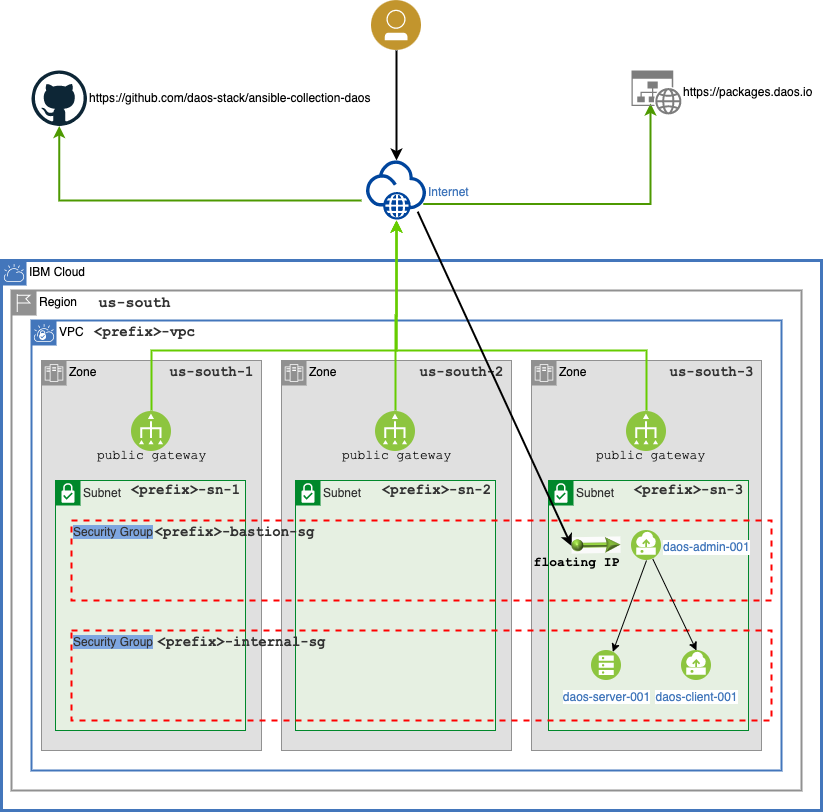 https://github.com/daos-stack/ansible-collection-daos
https://packages.daos.io
Internet
IBM Cloud
Region us-south
VPC <prefix>-vpc
Zone us-south-1
Zone us-south-2
Zone us-south-3
public gateway
public gateway
public gateway
Subnet <prefix>-sn-1
Subnet <prefix>-sn-2
Subnet <prefix>-sn-3
Security Group <prefix>-bastion-sg
daos-admin-001
floating IP
Security Group <prefix>-internal-sg
daos-server-001
daos-client-001